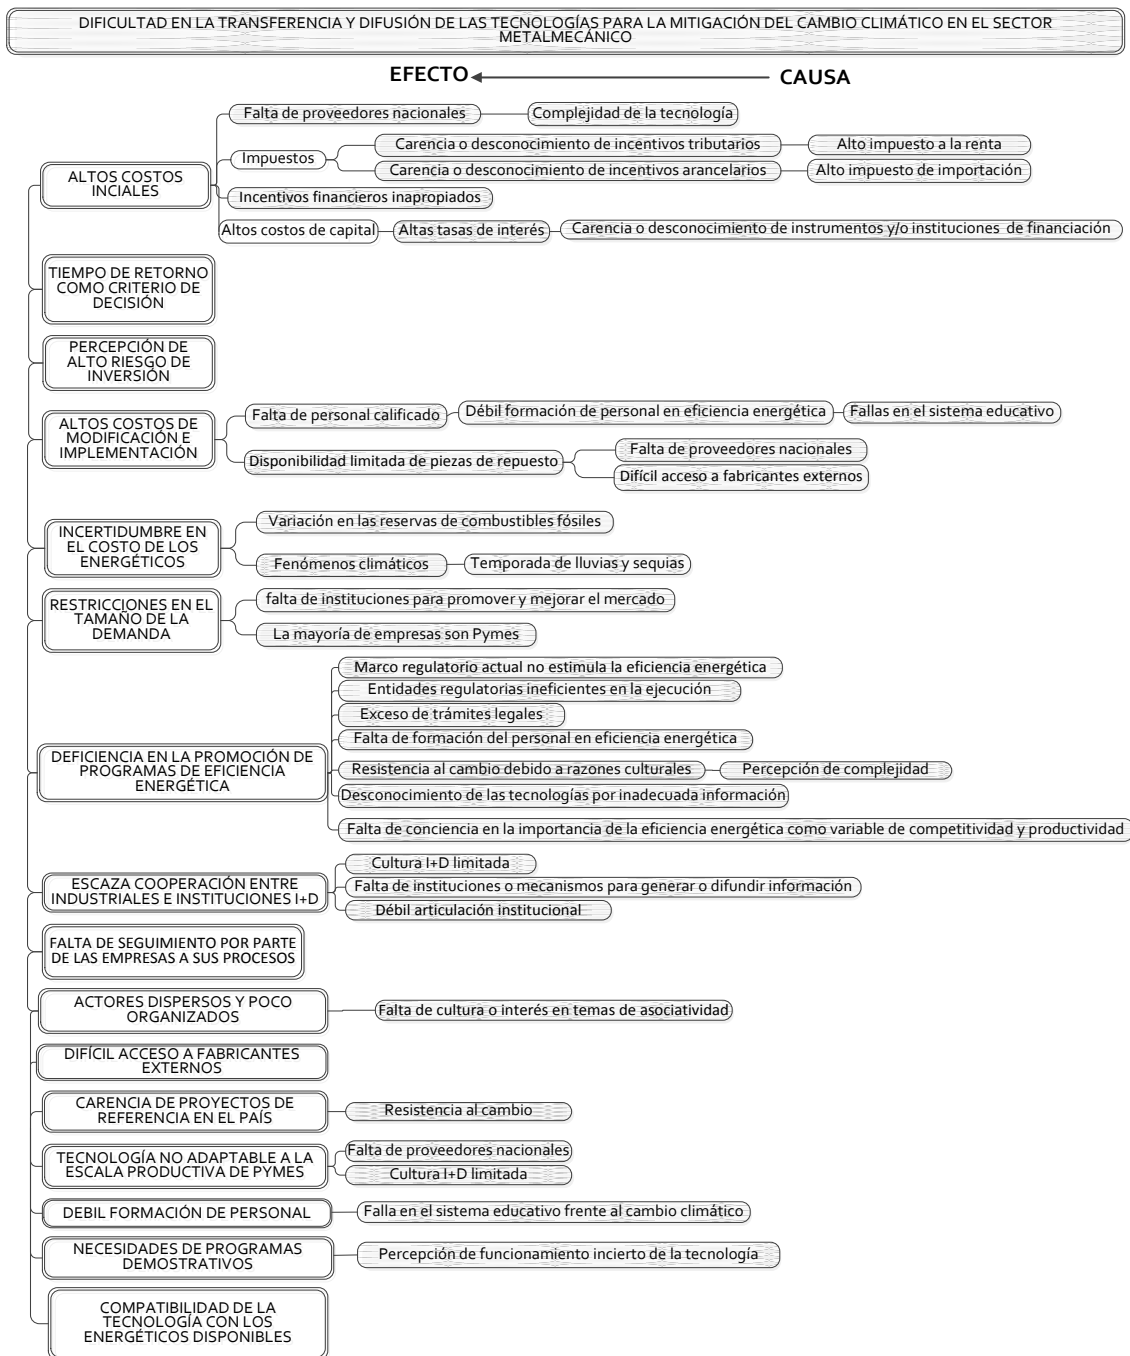 DIFICULTAD EN LA TRANSFERENCIA Y DIFUSIÓN DE LAS TECNOLOGÍAS PARA LA MITIGACIÓN DEL CAMBIO CLIMÁTICO EN EL SECTOR
METALMECÁNICO
EFECTO
CAUSA
ALTOS COSTOS
INCIALES
Falta de proveedores nacionales
Complejidad de la tecnología
Impuestos
Carencia o desconocimiento de incentivos tributarios
Alto impuesto a la renta
Carencia o desconocimiento de incentivos arancelarios
Alto impuesto de importación
Incentivos financieros inapropiados
Altos costos de capital
Altas tasas de interés
Carencia o desconocimiento de instrumentos y/o instituciones de financiación
TIEMPO DE RETORNO
COMO CRITERIO DE
DECISIÓN
PERCEPCIÓN DE
ALTO RIESGO DE
INVERSIÓN
ALTOS COSTOS DE
MODIFICACIÓN E
IMPLEMENTACIÓN
Falta de personal calificado
Débil formación de personal en eficiencia energética
Fallas en el sistema educativo
Disponibilidad limitada de piezas de repuesto
Falta de proveedores nacionales
Difícil acceso a fabricantes externos
INCERTIDUMBRE EN
EL COSTO DE LOS
ENERGÉTICOS
Variación en las reservas de combustibles fósiles
Fenómenos climáticos
Temporada de lluvias y sequias
RESTRICCIONES EN EL
TAMAÑO DE LA
DEMANDA
falta de instituciones para promover y mejorar el mercado
La mayoría de empresas son Pymes
DEFICIENCIA EN LA PROMOCIÓN DE
PROGRAMAS DE EFICIENCIA
ENERGÉTICA
Marco regulatorio actual no estimula la eficiencia energética
Entidades regulatorias ineficientes en la ejecución
Exceso de trámites legales
Falta de formación del personal en eficiencia energética
Resistencia al cambio debido a razones culturales
Percepción de complejidad
Desconocimiento de las tecnologías por inadecuada información
Falta de conciencia en la importancia de la eficiencia energética como variable de competitividad y productividad
ESCAZA COOPERACIÓN ENTRE
INDUSTRIALES E INSTITUCIONES I+D
Cultura I+D limitada
Falta de instituciones o mecanismos para generar o difundir información
Débil articulación institucional
FALTA DE SEGUIMIENTO POR PARTE
DE LAS EMPRESAS A SUS PROCESOS
ACTORES DISPERSOS Y POCO
ORGANIZADOS
Falta de cultura o interés en temas de asociatividad
DIFÍCIL ACCESO A FABRICANTES
EXTERNOS
CARENCIA DE PROYECTOS DE
REFERENCIA EN EL PAÍS
Resistencia al cambio
TECNOLOGÍA NO ADAPTABLE A LA
ESCALA PRODUCTIVA DE PYMES
Falta de proveedores nacionales
Cultura I+D limitada
DEBIL FORMACIÓN DE PERSONAL
Falla en el sistema educativo frente al cambio climático
NECESIDADES DE PROGRAMAS
DEMOSTRATIVOS
Percepción de funcionamiento incierto de la tecnología
COMPATIBILIDAD DE LA
TECNOLOGÍA CON LOS
ENERGÉTICOS DISPONIBLES